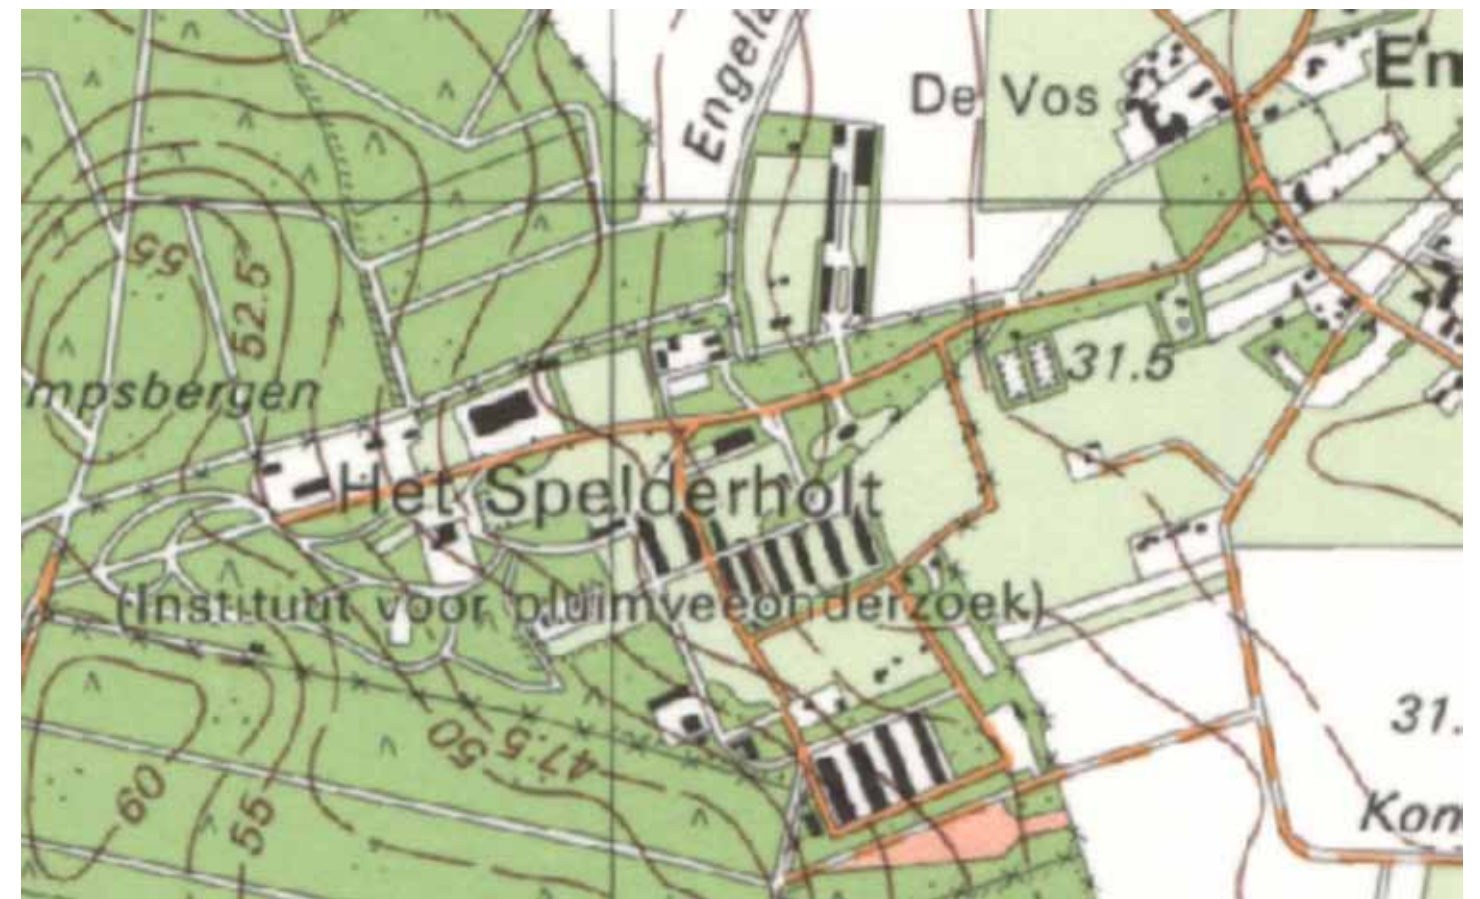 Engela
De Vos
En
55
52.5
31.5
mpsbergen
Het Spelderholt
(Instituut voor pluimveeonderzoek)
50
47.5
31.
60
55
Kon